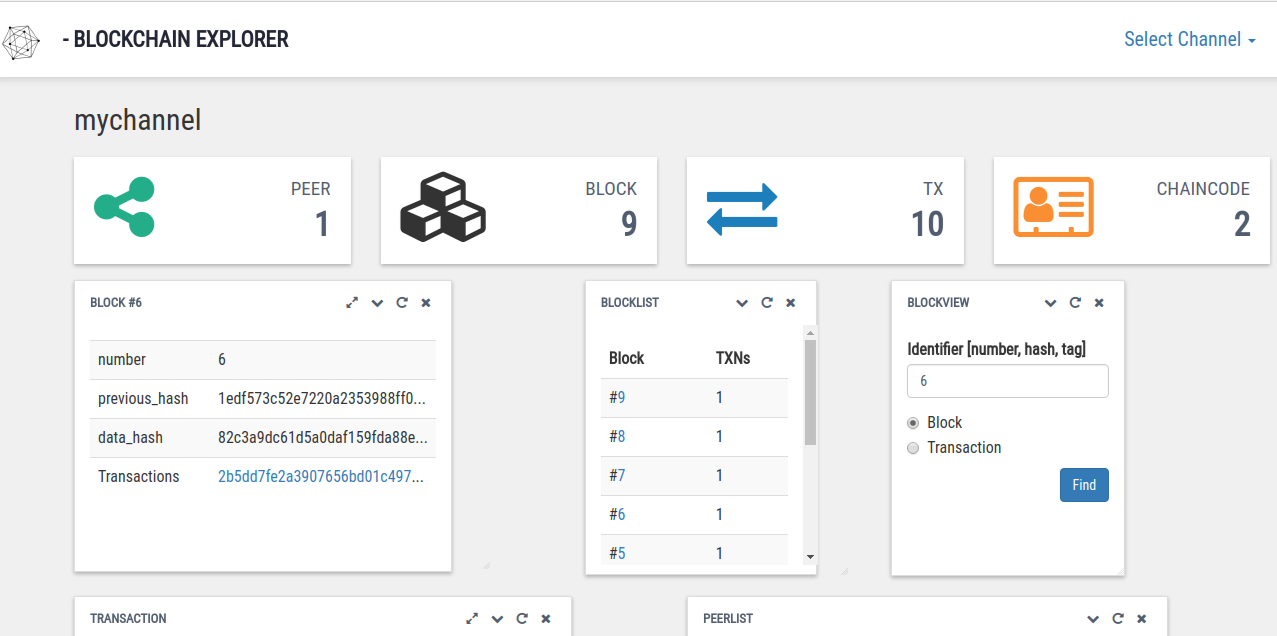 - BLOCKCHAIN EXPLORER
Select Channel
mychannel
PEER
1
BLOCK
9
TX
10
CHAINCODE
2
BLOCK #6
number 6
previous_hash 1edf573c52e7220a2353988ff0...
data_hash 82c3a9dc61d5a0daf159fda88e...
Transactions 2b5dd7fe2a3907656bd01c497...
BLOCKLIST
Block TXNs
#9 1
#8 1
#7 1
#6 1
#5 1
BLOCKVIEW
Identifier [number, hash, tag]
6
Block
Transaction
Find
TRANSACTION
PEERLIST